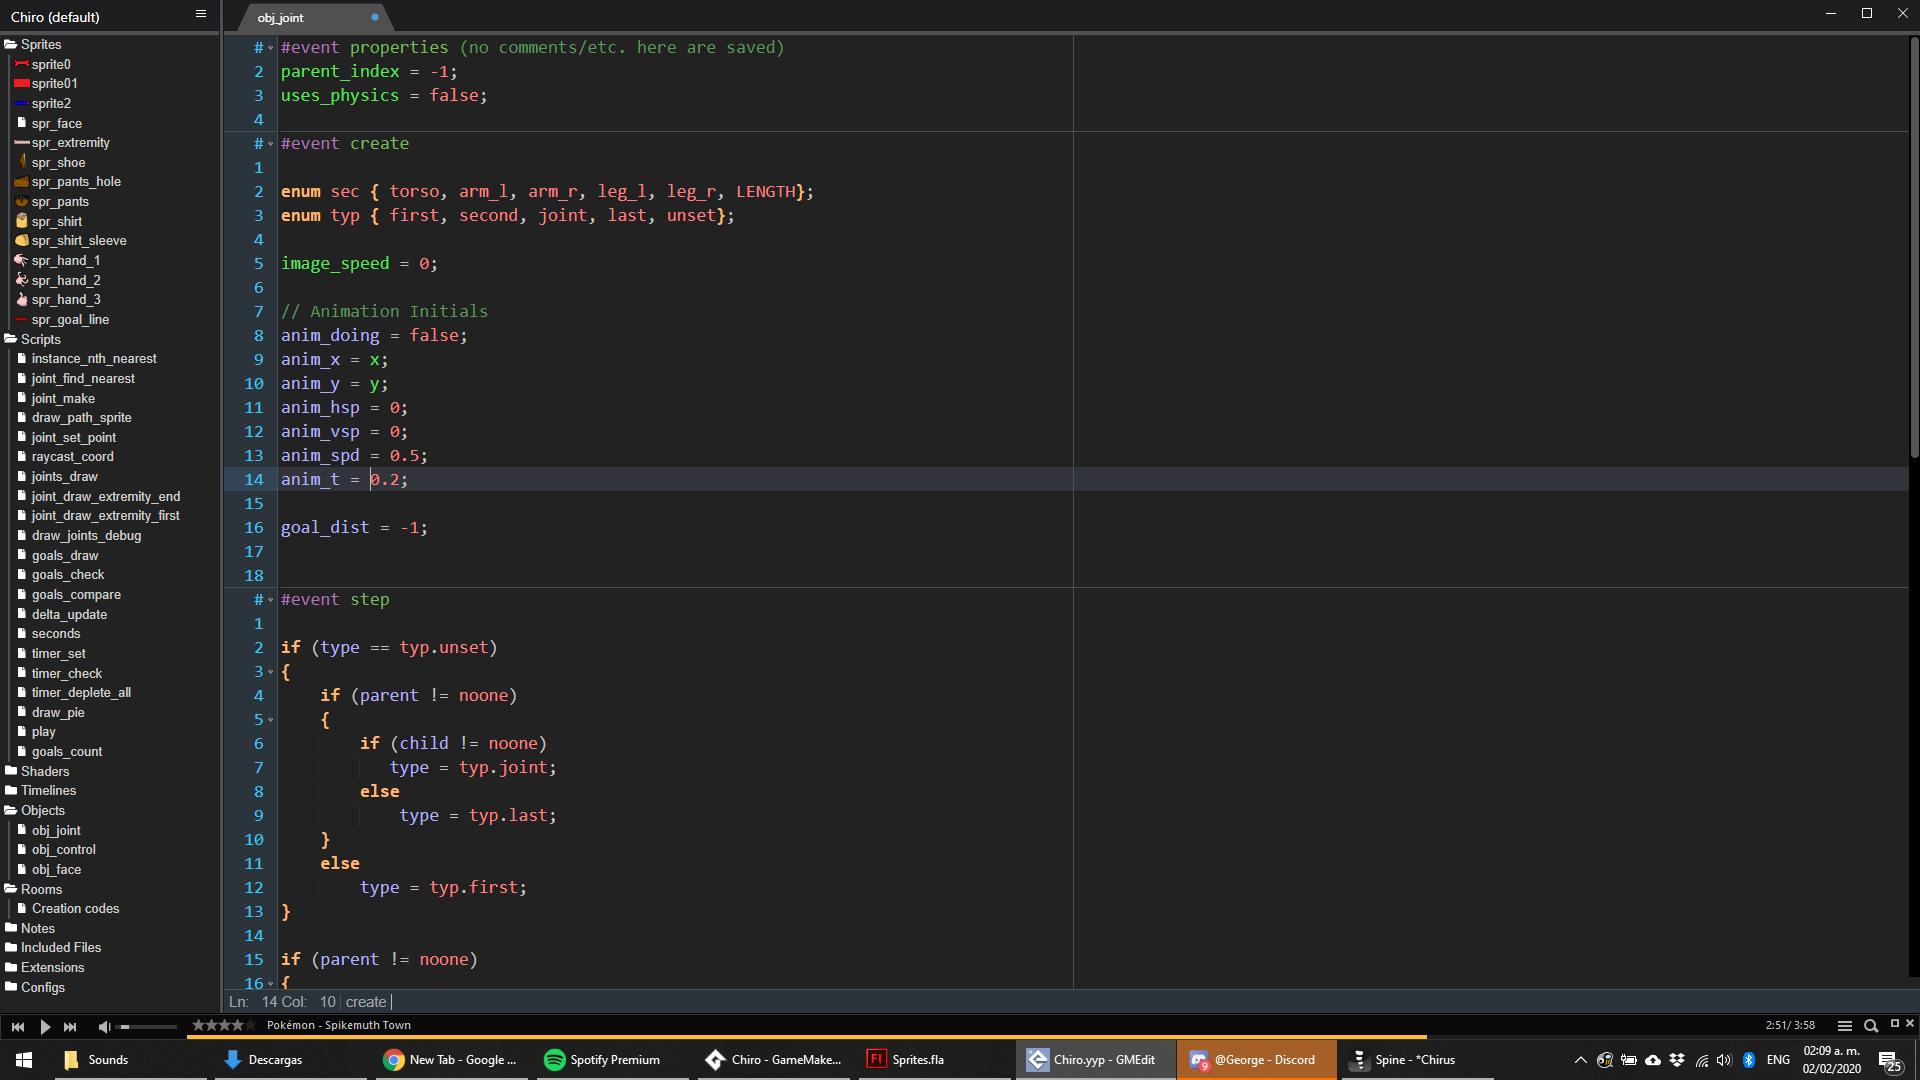 Chiro (default)
obj_joint
Sprites
sprite0
sprite01
sprite2
spr_face
spr_extremity
spr_shoe
spr_pants_hole
spr_pants
spr_shirt
spr_shirt_sleeve
spr_hand_1
spr_hand_2
spr_hand_3
spr_goal_line
Scripts
instance_nth_nearest
joint_find_nearest
joint_make
draw_path_sprite
joint_set_point
raycast_coord
joints_draw
joint_draw_extremity_end
joint_draw_extremity_first
draw_joints_debug
goals_draw
goals_check
goals_compare
delta_update
seconds
timer_set
timer_check
timer_deplete_all
draw_pie
play
goals_count
Shaders
Timelines
Objects
obj_joint
obj_control
obj_face
Rooms
Creation codes
Notes
Included Files
Extensions
Configs
# #event properties (no comments/etc. here are saved)
2 parent_index = -1;
3 uses_physics = false;
4
# #event create
1
2 enum sec { torso, arm_l, arm_r, leg_l, leg_r, LENGTH};
3 enum typ { first, second, joint, last, unset};
4
5 image_speed = 0;
6
7 // Animation Initials
8 anim_doing = false;
9 anim_x = x;
10 anim_y = y;
11 anim_hsp = 0;
12 anim_vsp = 0;
13 anim_spd = 0.5;
14 anim_t = 0.2;
15
16 goal_dist = -1;
17
18
# #event step
1
2 if (type == typ.unset)
3 {
4 if (parent != noone)
5 {
6 if (child != noone)
7 type = typ.joint;
8 else
9 type = typ.last;
10 }
11 else
12 type = typ.first;
13 }
14
15 if (parent != noone)
16 {
Ln: 14 Col: 10 create
Pokémon - Spikemuth Town
2:51/ 3:58
Sounds
Descargas
New Tab - Google ...
Spotify Premium
Chiro - GameMake...
Fl Sprites.fla
Chiro.yyp - GMEdit
9 @George - Discord
Spine - *Chirus
ENG
02:09 a. m.
02/02/2020
25